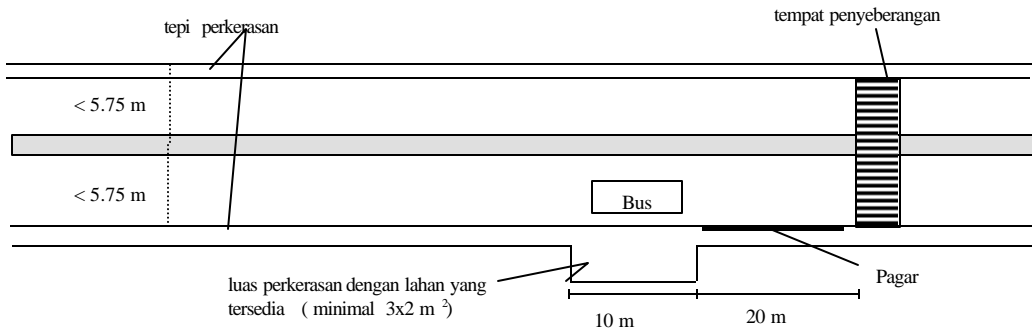 tempat penyeberangan
tepi perkerasan
< 5.75 m
< 5.75 m
Bus
Pagar
luas perkerasan dengan lahan yang
tersedia ( minimal 3x2 m²)
10 m
20 m